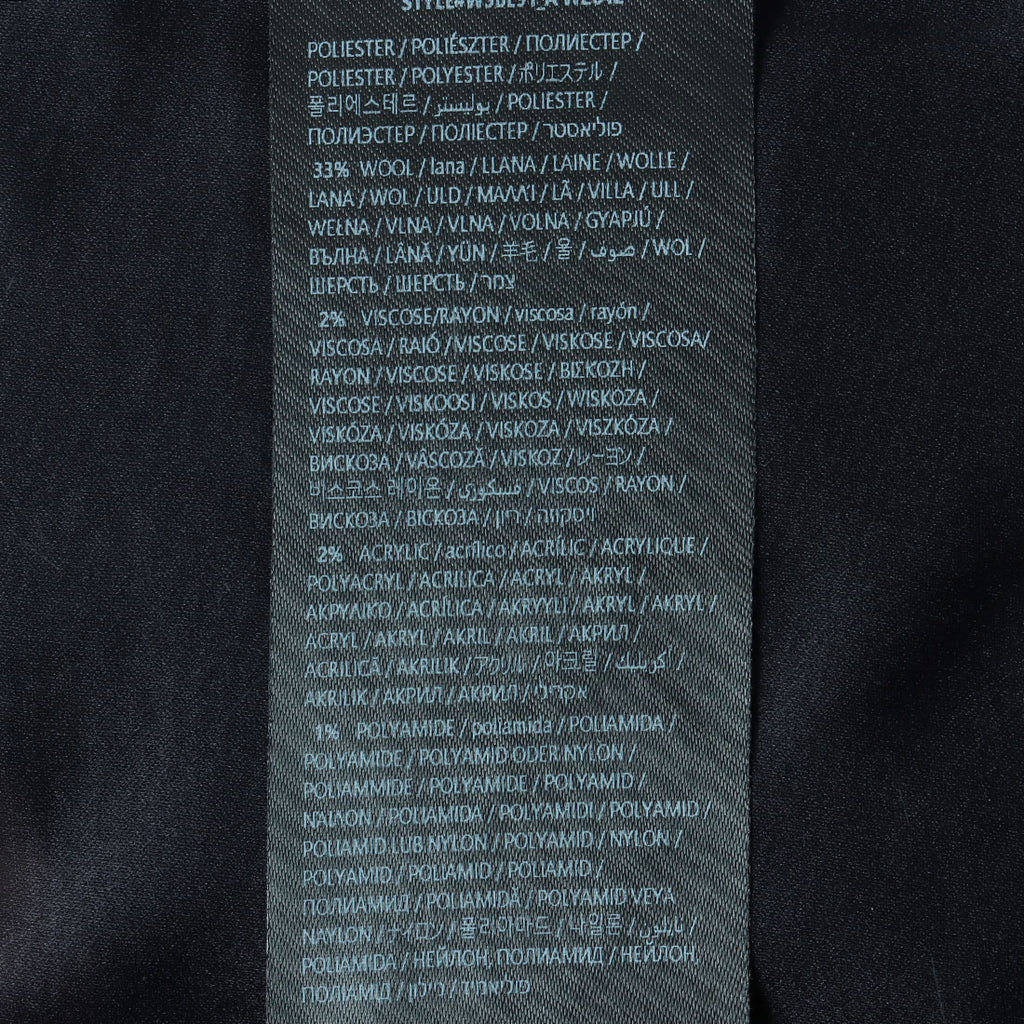 POLIESTER / POLIÉSZTER / ПОЛИЕСТЕР /
POLIESTER / POLYESTER / ポリエステル /
폴리에스테르 / بوليستر / POLIESTER /
ПОЛИЭСТЕР / ПОЛІЕСТЕР / פוליאסטר
33% WOOL / lana / LLANA / LAINE / WOLLE /
LANA / WOL / ULD / ΜΑΛΛΊ / LÃ / VILLA / ULL /
WEŁNA / VLNA / VLNA / VOLNA / GYAPJÚ /
ВЪЛНА / LÂNĂ / YÜN / 羊毛 / 울 / صوف / WOL /
ШЕРСТЬ / ШЕРСТЬ / צמר
2% VISCOSE/RAYON / viscosa / rayón /
VISCOSA / RAIÓ / VISCOSE / VISKOSE / VISCOSA/
RAYON / VISCOSE / VISKOSE / ΒΙΣΚΟΖΗ /
VISCOSE / VISKOOSI / VISKOS / WISKOZA /
VISKÓZA / VISKÓZA / VISKOZA / VISZKÓZA /
ВИСКОЗА / VÂSCOZĂ / VISKOZ / レーヨン /
비스코스 레이온 / فسكوزي / VISCOS / RAYON /
ВИСКОЗА / ВІСКОЗА / ויסקוזה / ריון
2% ACRYLIC / acrílico / ACRÍLIC / ACRYLIQUE /
POLYACRYL / ACRILICA / ACRYL / AKRYL /
ΑΚΡΥΛΙΚΟ / ACRÍLICA / AKRYYLI / AKRYL / AKRYL /
ACRYL / AKRYL / AKRIL / AKRIL / АКРИЛ /
ACRILICĂ / AKRILIK / アクリル / 아크릴 /
AKRILIK / АКРИЛ / АКРИЛ / אקרילי
1% POLYAMIDE / poliamida / POLIAMIDA /
POLYAMIDE / POLYAMID ODER NYLON /
POLIAMMIDE / POLYAMIDE / POLYAMID /
ΝΑΙΛΟΝ / POLIAMIDA / POLYAMIDI / POLYAMID /
POLIAMID LUB NYLON / POLYAMID / NYLON /
POLYAMID / POLIAMID / POLIAMID /
ПОЛИАМИД / POLIAMIDĂ / POLYAMID VEYA
NAYLON / ナイロン / 폴리아마드 / 나일론 / نايلون /
POLIAMIDA / НЕЙЛОН, ПОЛИАМИД / НЕЙЛОН,
ПОЛІАМІД / פוליאמיד / ניילון